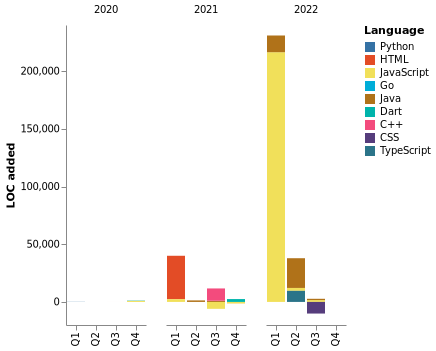 2020 2021 2022
Language
Python
HTML
JavaScript
Go
Java
Dart
C++
CSS
TypeScript
LOC added
200,000
150,000
100,000
50,000
0
Q1 Q2 Q3 Q4 Q1 Q2 Q3 Q4 Q1 Q2 Q3 Q4